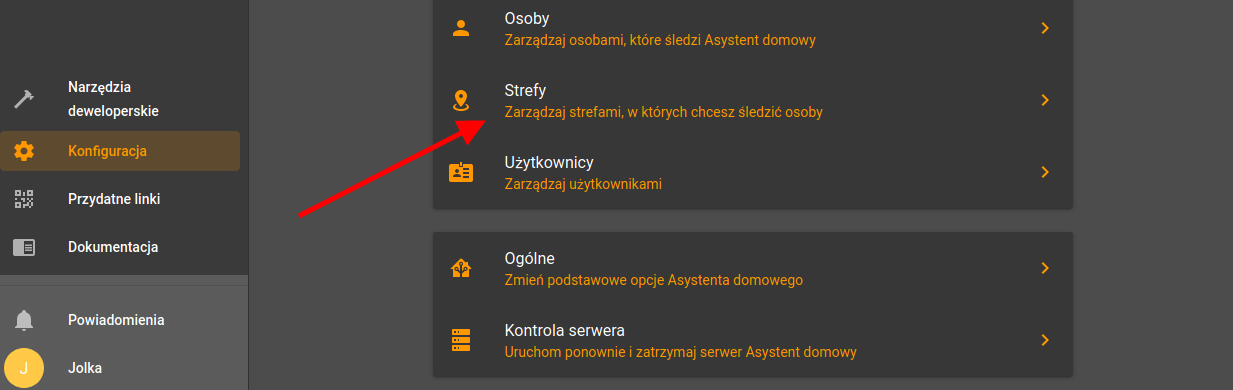 Narzędzia
deweloperskie
Konfiguracja
Przydatne linki
Dokumentacja
Powiadomienia
J
Jolka
Osoby
Zarządzaj osobami, które śledzi Asystent domowy
Strefy
Zarządzaj strefami, w których chcesz śledzić osoby
Użytkownicy
Zarządzaj użytkownikami
Ogólne
Zmień podstawowe opcje Asystenta domowego
Kontrola serwera
Uruchom ponownie i zatrzymaj serwer Asystent domowy